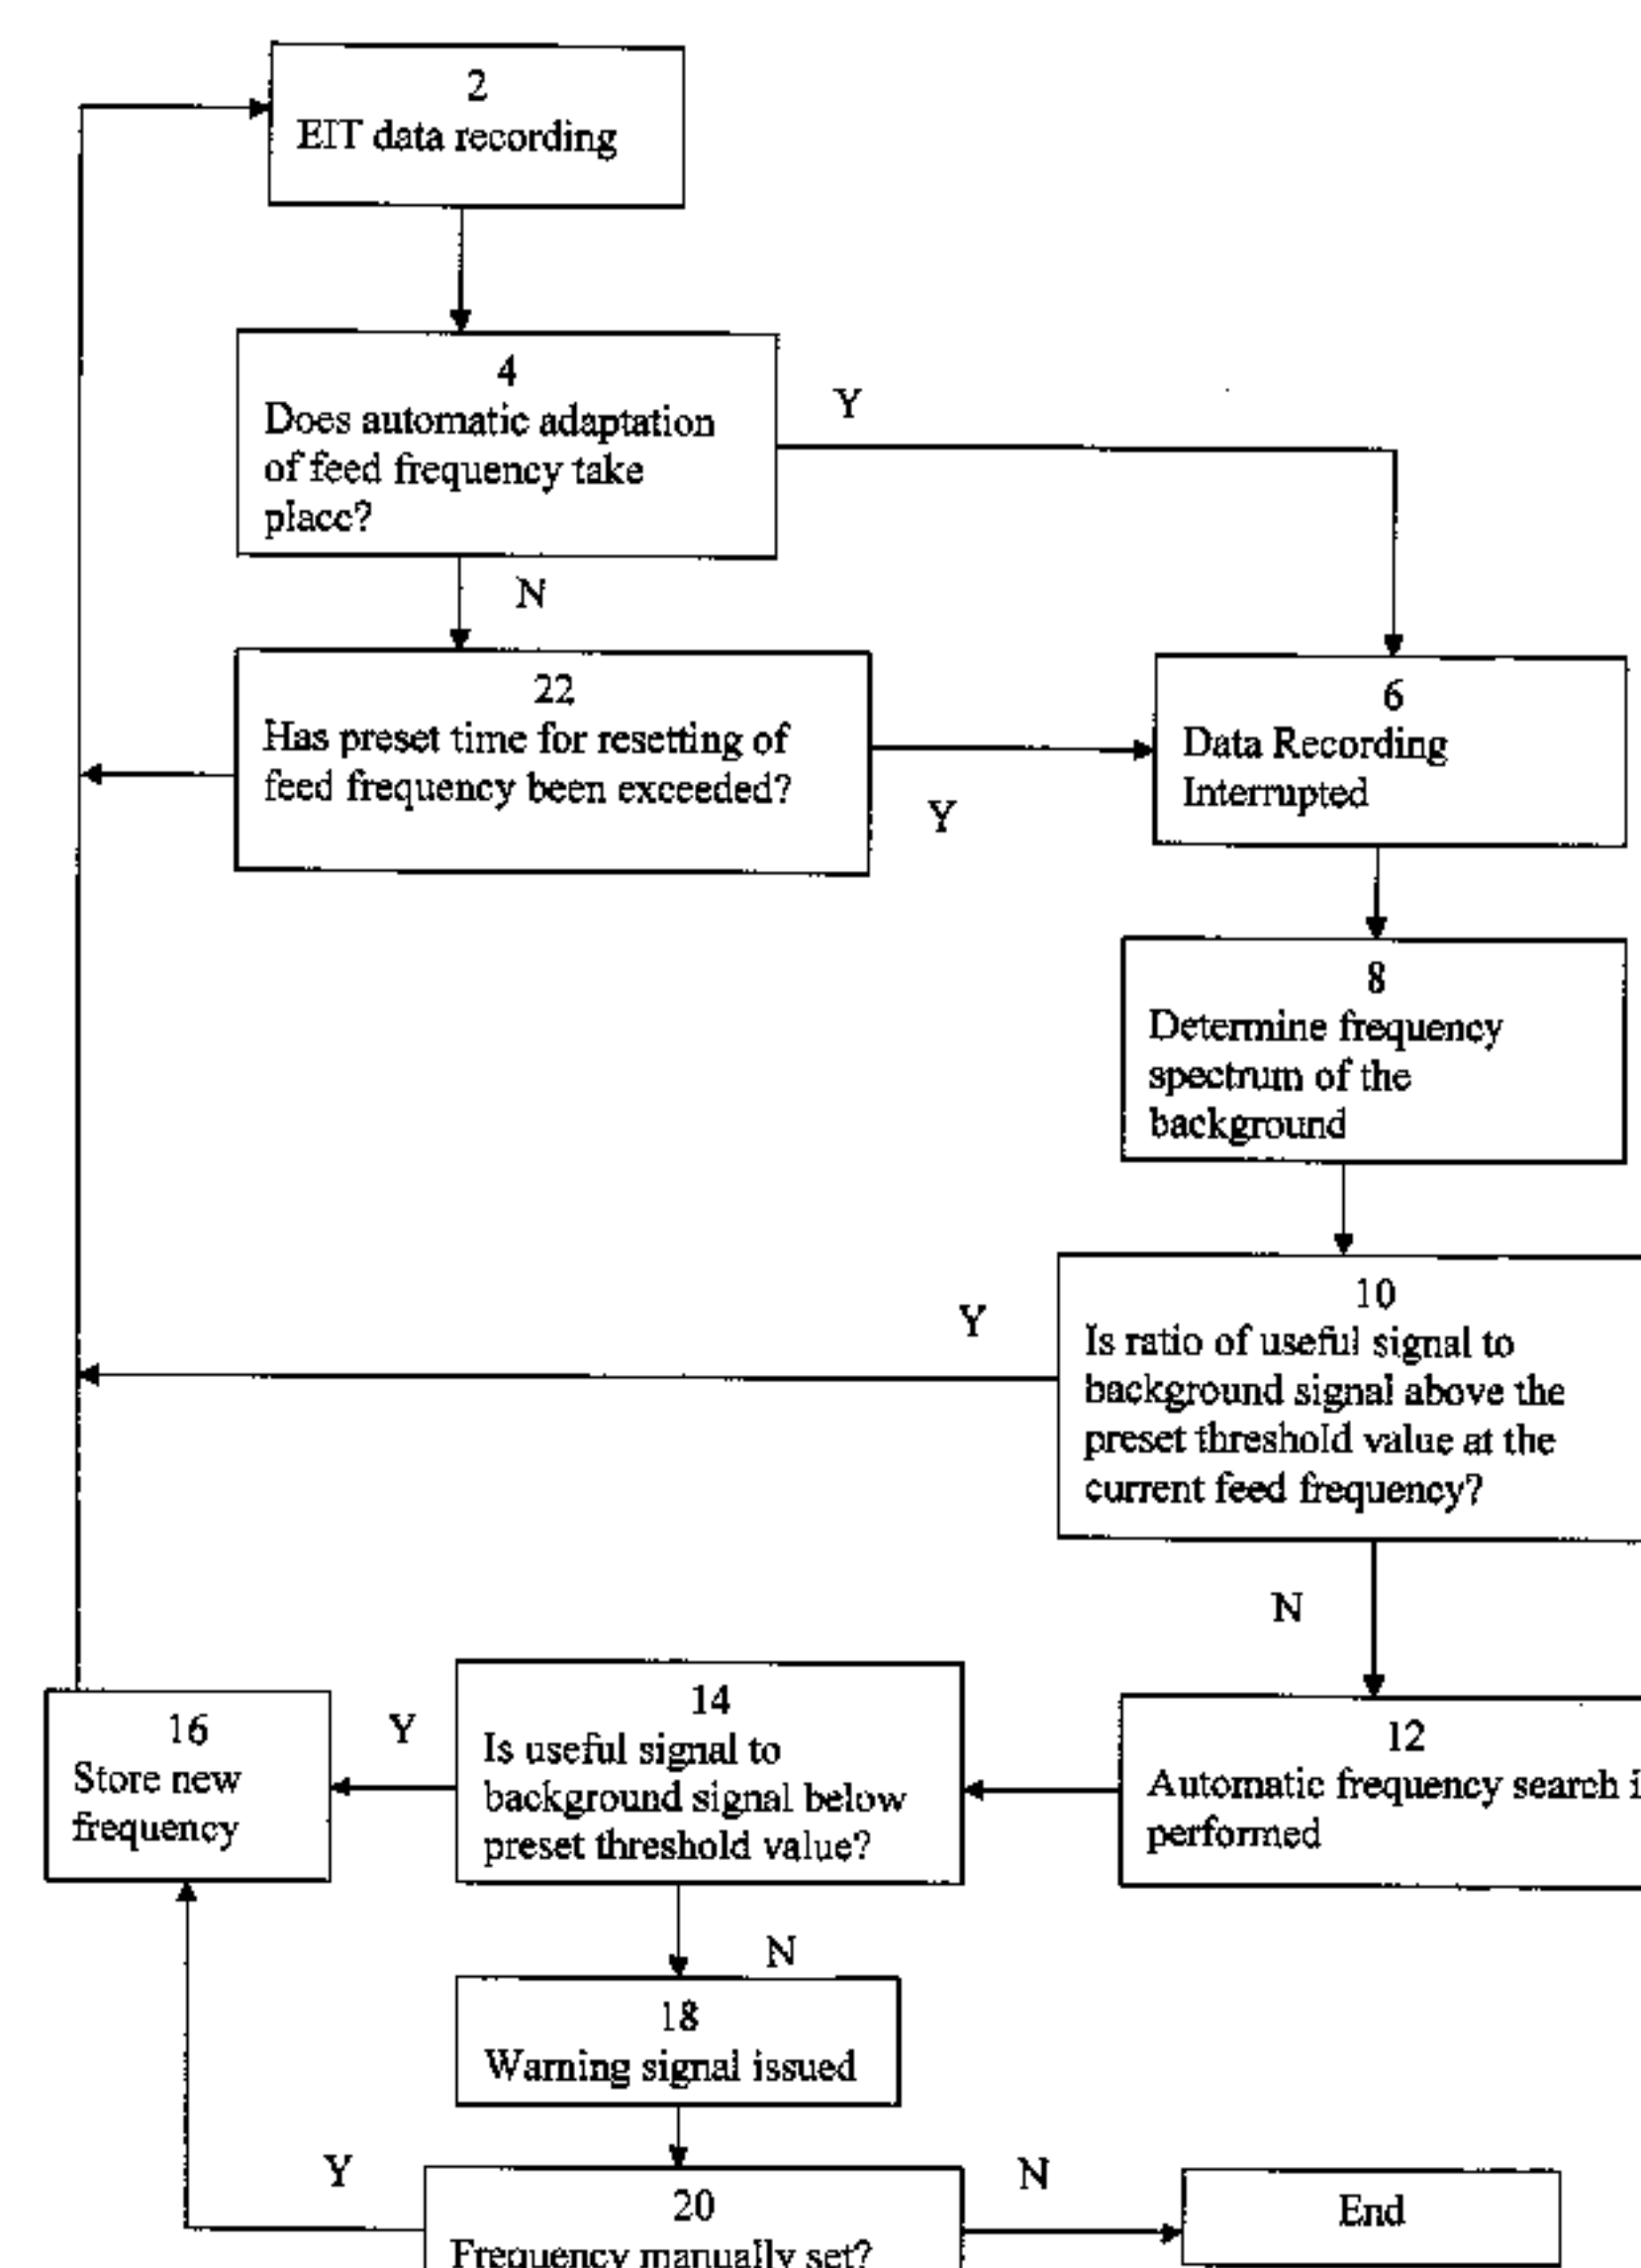 2
EIT data recording
4
Does automatic adaptation
of feed frequency take
place?
Y
N
22
Has preset time for resetting of
feed frequency been exceeded?
Y
6
Data Recording
Interrupted
8
Determine frequency
spectrum of the
background
10
Is ratio of useful signal to
background signal above the
preset threshold value at the
current feed frequency?
Y
N
12
Automatic frequency search i
performed
14
Is useful signal to
background signal below
preset threshold value?
Y
16
Store new
frequency
N
18
Warning signal issued
20
Frequency manually set?
Y
N
End